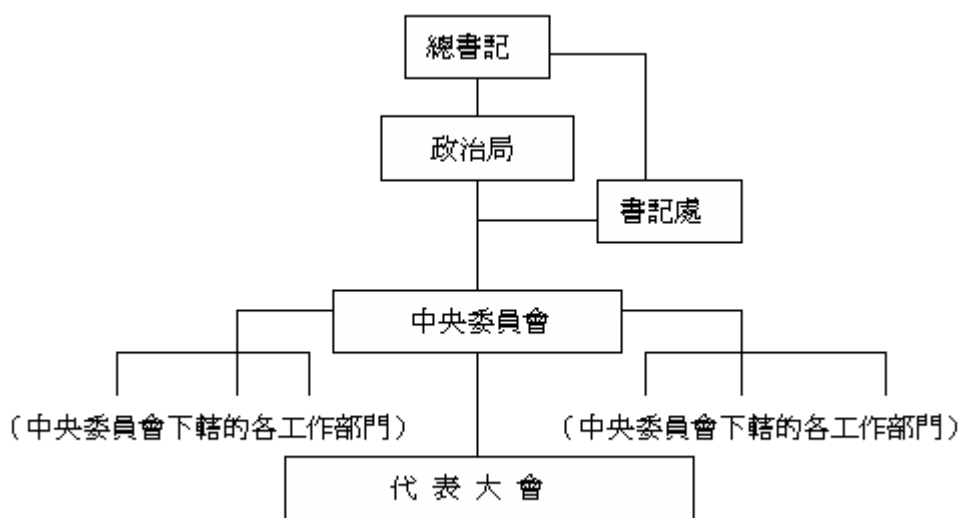 總書記
政治局
書記處
中央委員會
（中央委員會下轄的各工作部門）
（中央委員會下轄的各工作部門）
代 表 大 會